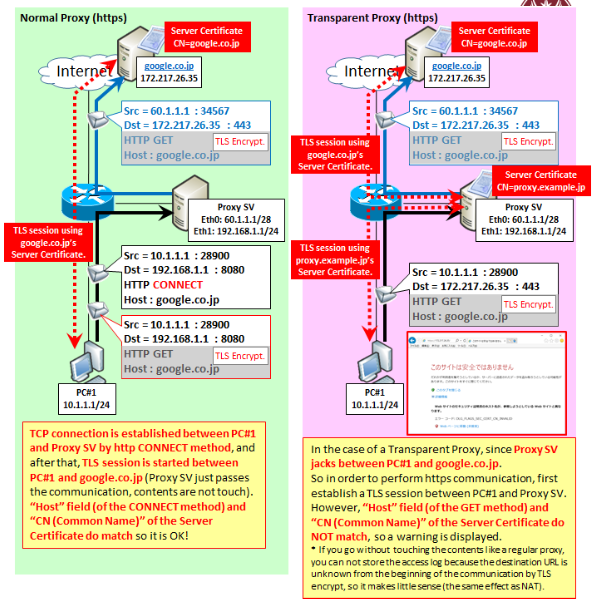 Normal Proxy (https)
Server Certificate
CN=google.co.jp
google.co.jp
172.217.26.35
Internet
Src = 60.1.1.1 : 34567
Dst = 172.217.26.35 : 443
HTTP GET
TLS Encrypt.
Host : google.co.jp
Proxy SV
Eth0: 60.1.1.1/28
Eth1: 192.168.1.1/24
TLS session using
google.co.jp's
Server Certificate.
Src = 10.1.1.1 : 28900
Dst = 192.168.1.1 : 8080
HTTP CONNECT
Host : google.co.jp
Src = 10.1.1.1 : 28900
Dst = 192.168.1.1 : 8080
HTTP GET
TLS Encrypt.
Host : google.co.jp
PC#1
10.1.1.1/24
TCP connection is established between PC#1
and Proxy SV by http CONNECT method, and
after that, TLS session is started between
PC#1 and google.co.jp (Proxy SV just passes
the communication, contents are not touch).
“Host” field (of the CONNECT method) and
“CN (Common Name)” of the Server
Certificate do match so it is OK!
Transparent Proxy (https)
Server Certificate
CN=google.co.jp
google.co.jp
172.217.26.35
Internet
Src = 60.1.1.1 : 34567
Dst = 172.217.26.35 : 443
HTTP GET
TLS Encrypt.
Host : google.co.jp
TLS session using
google.co.jp's
Server Certificate.
Server Certificate
CN=proxy.example.jp
Proxy SV
Eth0: 60.1.1.1/28
Eth1: 192.168.1.1/24
TLS session using
proxy.example.jp's
Server Certificate.
Src = 10.1.1.1 : 28900
Dst = 172.217.26.35 : 443
HTTP GET
TLS Encrypt.
Host : google.co.jp
このサイトは安全ではありません
PC#1
10.1.1.1/24
In the case of a Transparent Proxy, since Proxy SV
jacks between PC#1 and google.co.jp.
So in order to perform https communication, first
establish a TLS session between PC#1 and Proxy SV.
However, “Host” field (of the GET method) and
“CN (Common Name)” of the Server Certificate do
NOT match, so a warning is displayed.
* If you go without touching the contents like a regular proxy,
you can not store the access log because the destination URL is
unknown from the beginning of the communication by TLS
encrypt, so it makes little sense (the same effect as NAT).